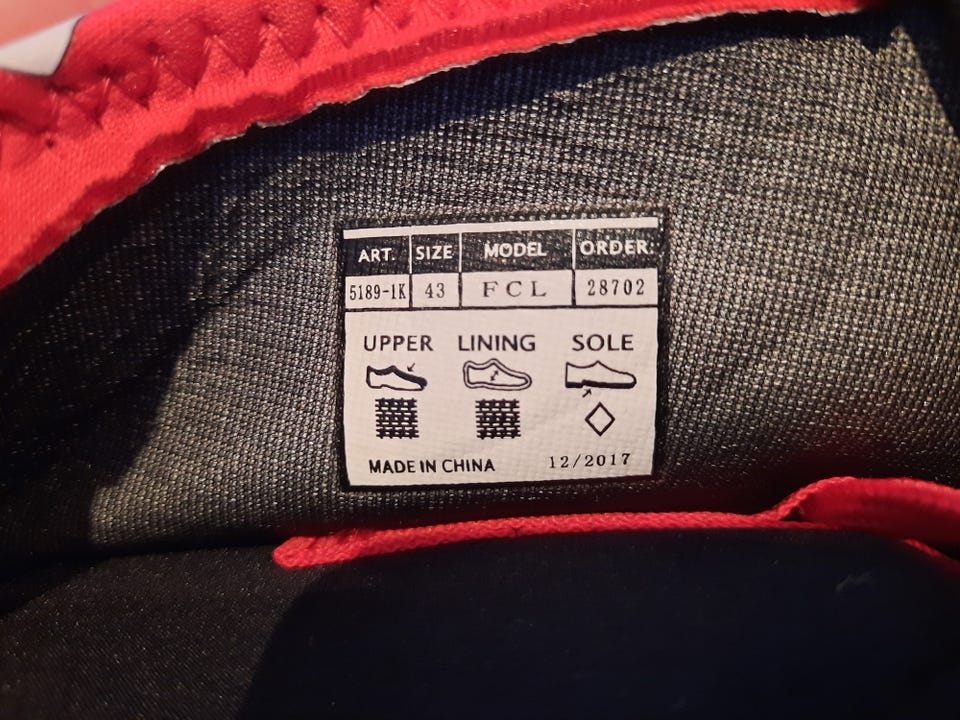 ART. SIZE MODEL ORDER:
5189-1K 43 FCL 28702
UPPER LINING SOLE
MADE IN CHINA 12/2017